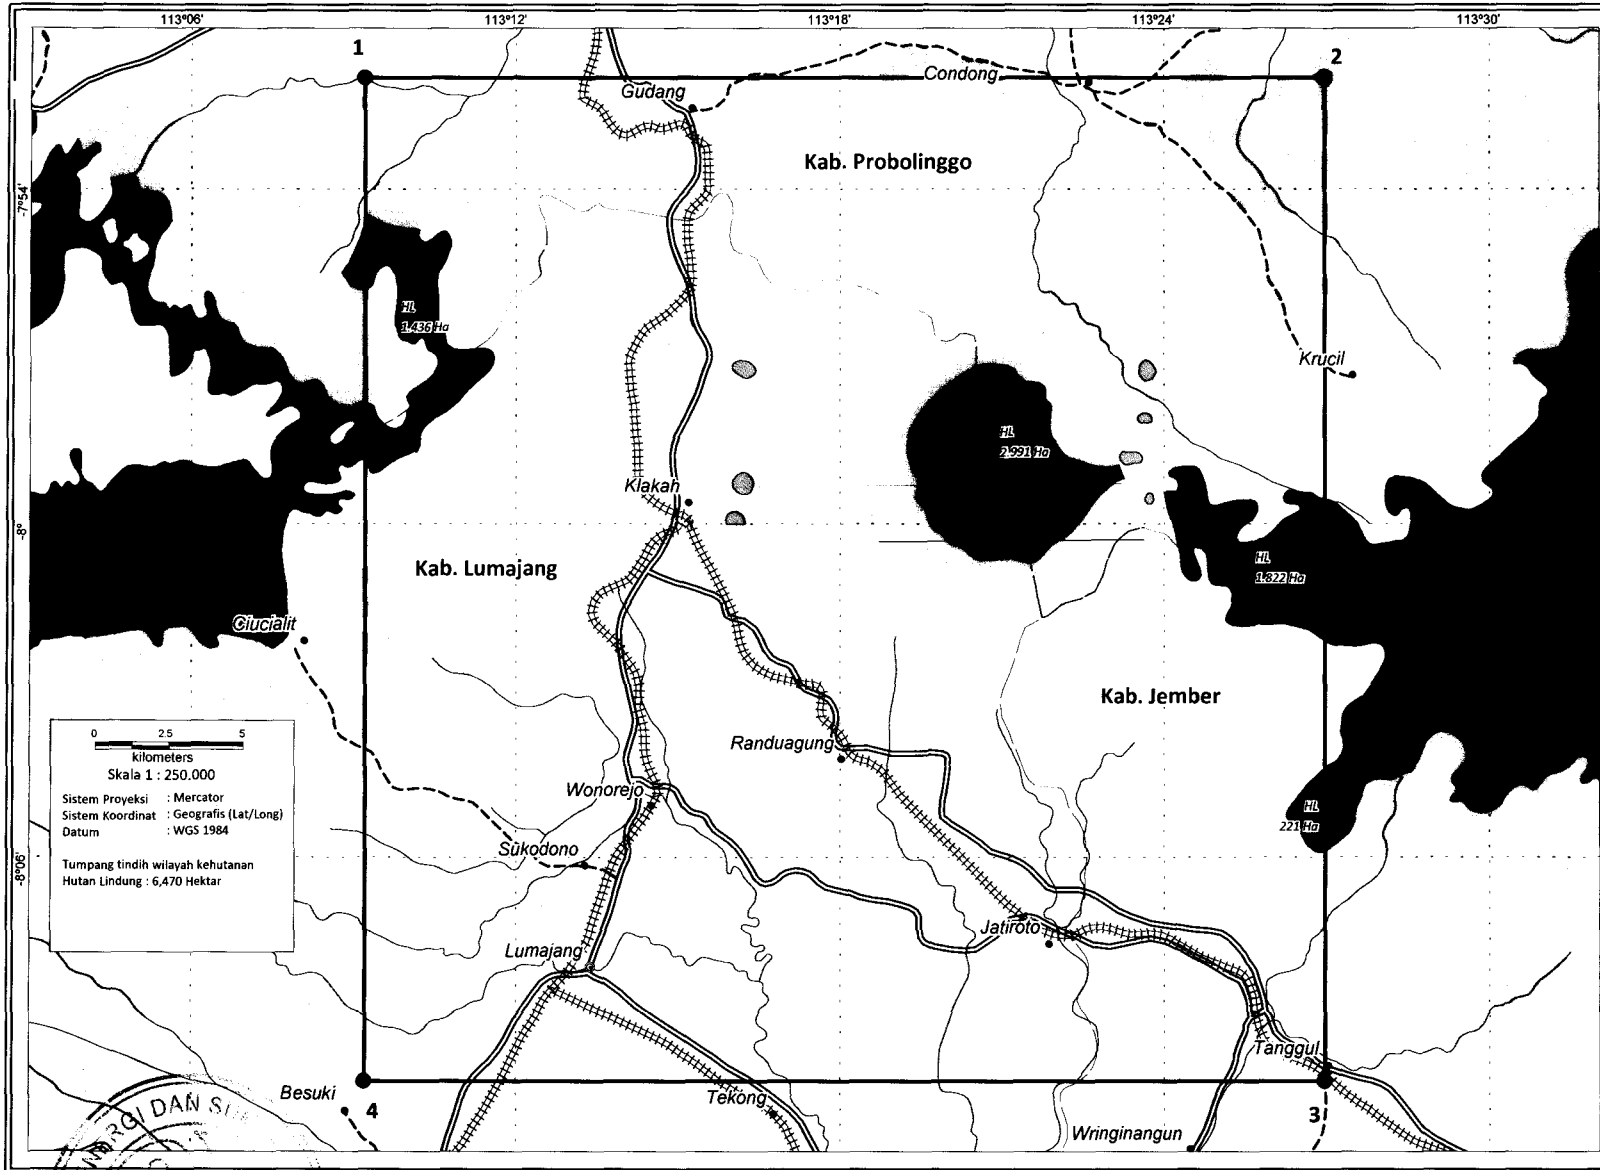 113°06'
113°12'
113°18'
113°24'
113°30'
1
2
Gudang
Condong
Kab. Probolinggo
-7°54'
HL
1.436 Ha
Krucil
HL
2.991 Ha
Klakah
-8°
Kab. Lumajang
HL
1.822 Ha
Ciucialit
Kab. Jember
0 2.5 5
kilometers
Skala 1 : 250.000
Sistem Proyeksi : Mercator
Sistem Koordinat : Geografis (Lat/Long)
Datum : WGS 1984
Tumpang tindih wilayah kehutanan
Hutan Lindung : 6,470 Hektar
Randuagung
Wonorejo
HL
221 Ha
Sukodono
-8°06'
Jatiroto
Lumajang
Tanggul
Besuki
4
Tekong
3
Wringinangun
DAN